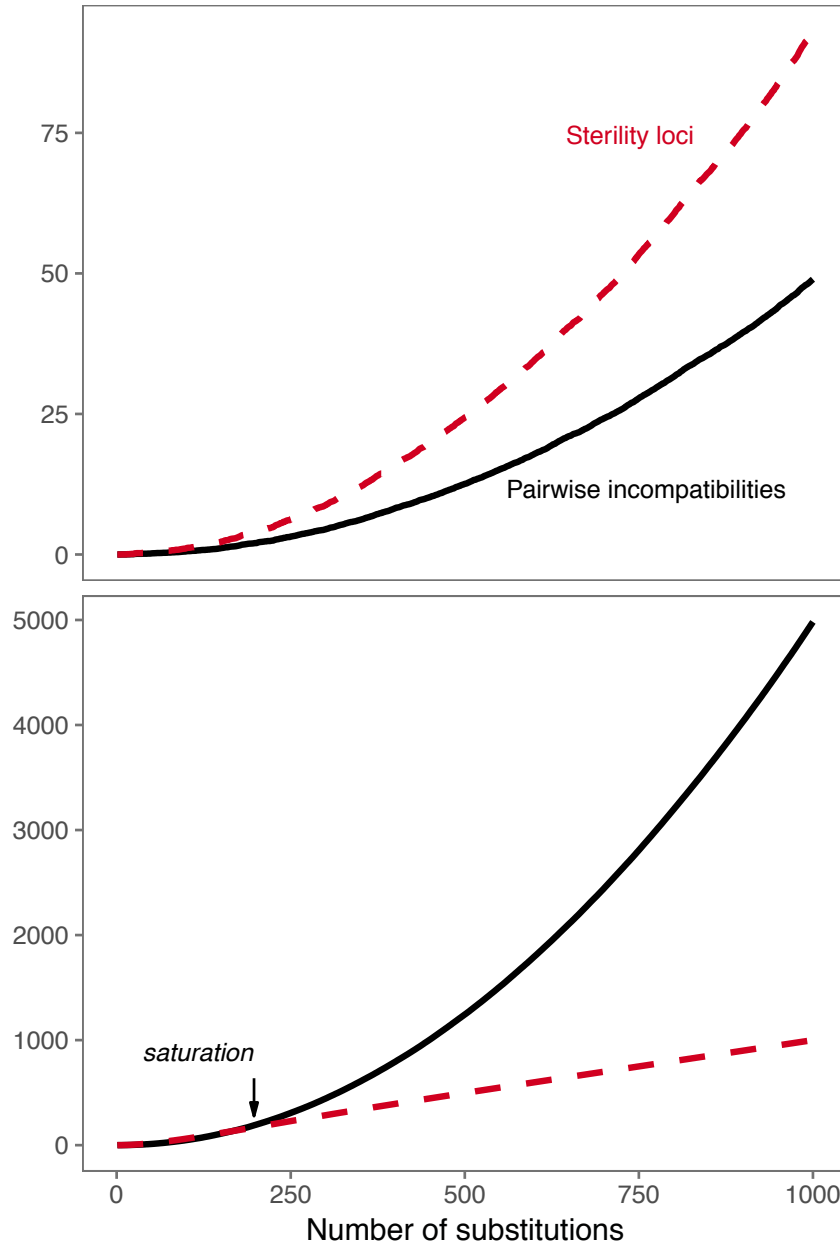 75
Sterility loci
50
Pairwise incompatibilities
25
0
5000
4000
3000
2000
saturation
1000
0
0 250 500 750 1000
Number of substitutions